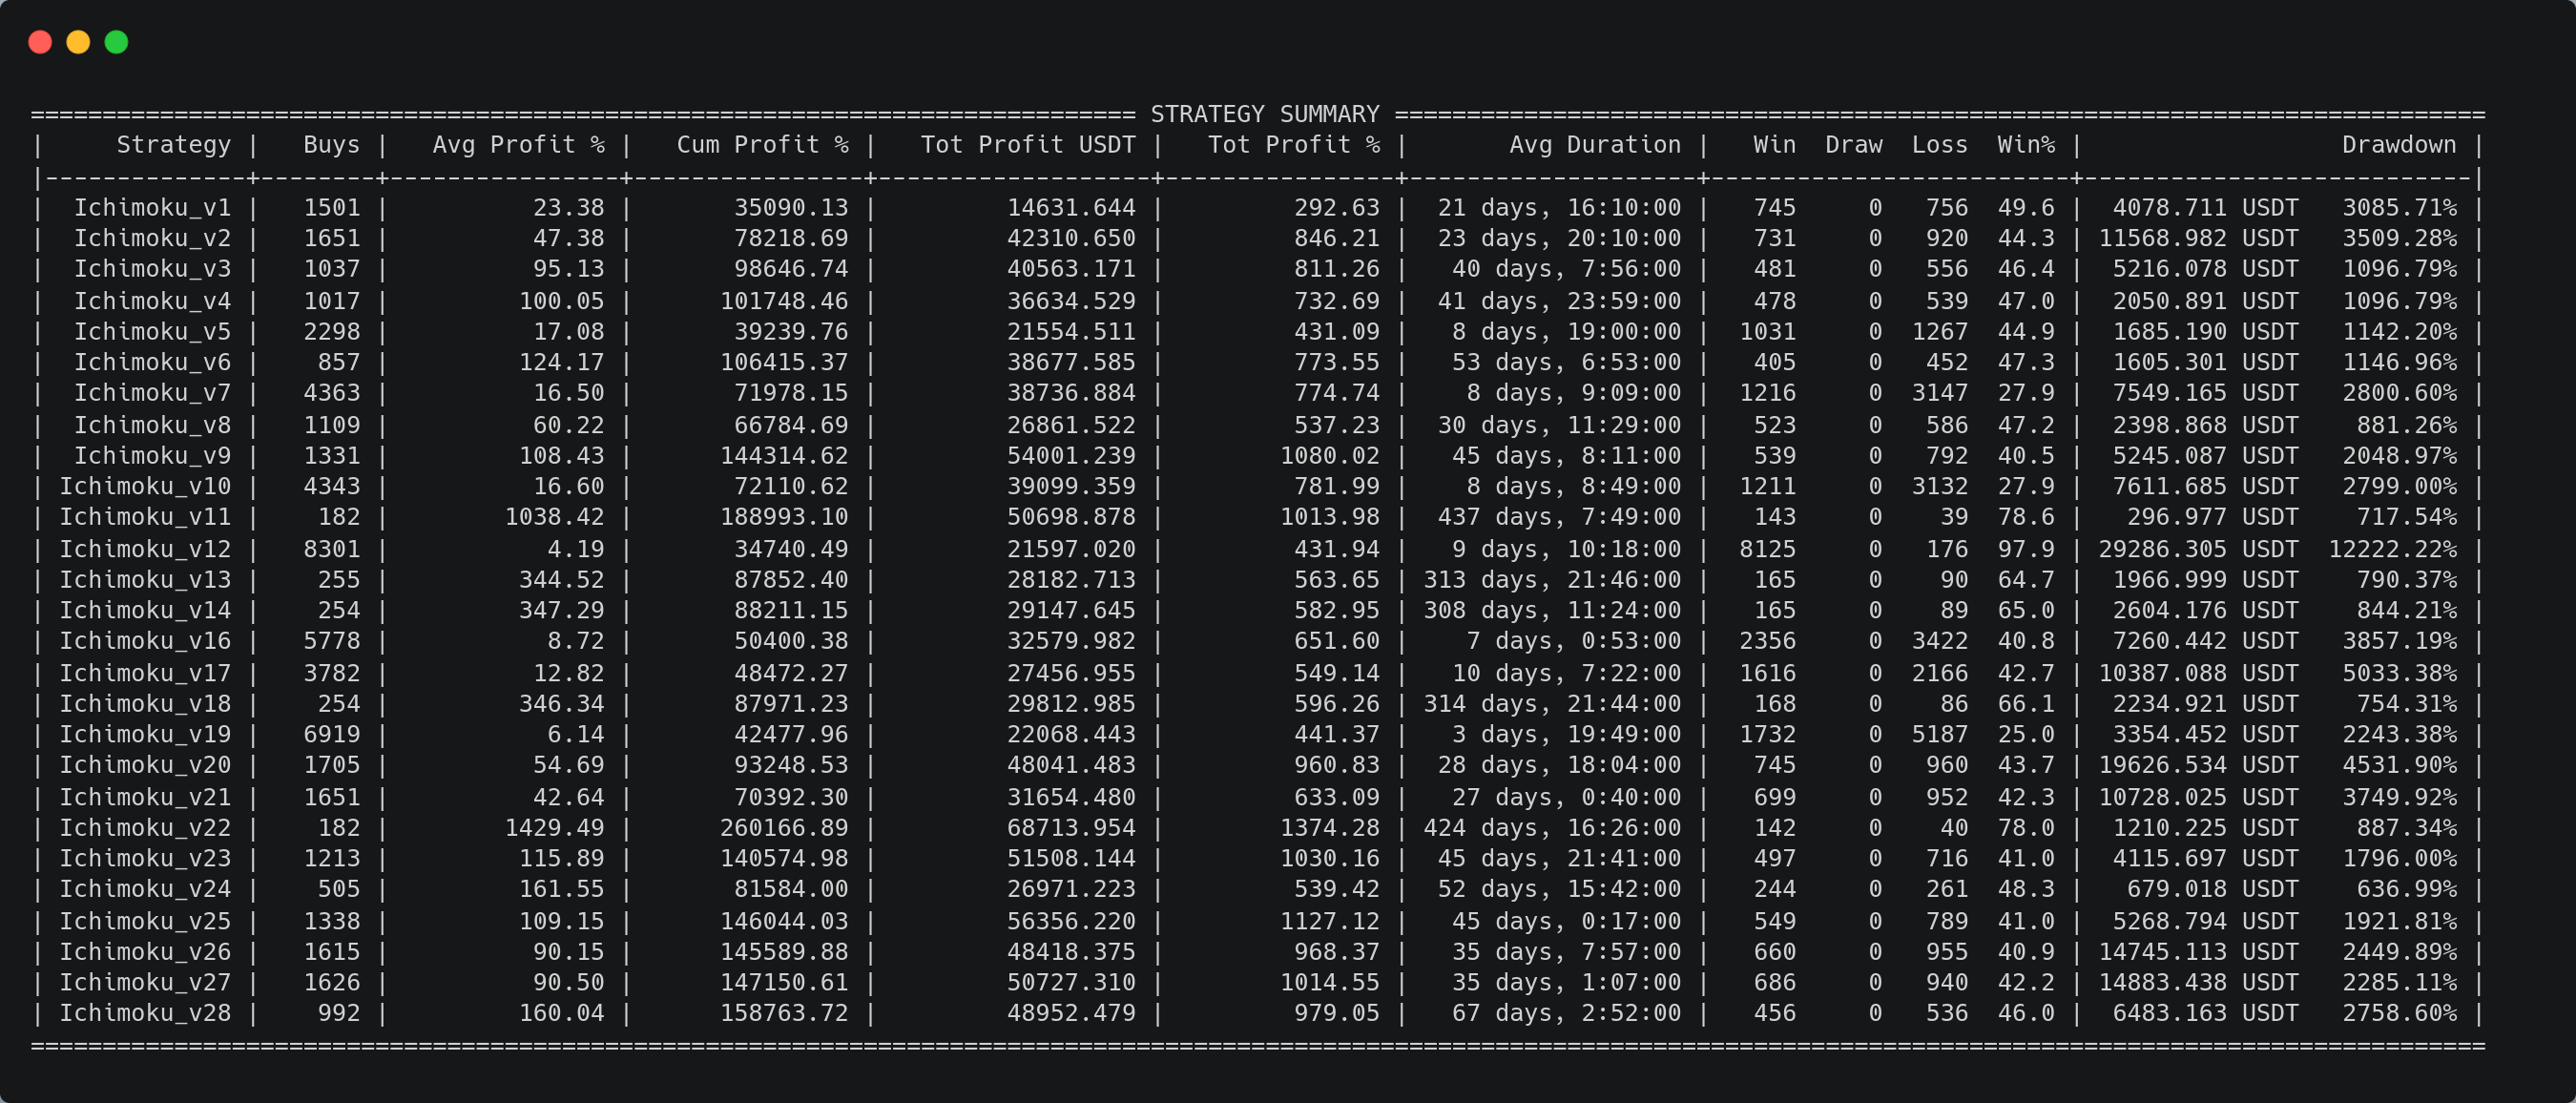 ============================================================================= STRATEGY SUMMARY ============================================================================
|     Strategy |   Buys |   Avg Profit % |   Cum Profit % |   Tot Profit USDT |   Tot Profit % |       Avg Duration |   Win  Draw  Loss  Win% |                  Drawdown |
|--------------+--------+----------------+----------------+-------------------+----------------+--------------------+-------------------------+---------------------------|
|  Ichimoku_v1 |   1501 |          23.38 |       35090.13 |         14631.644 |         292.63 |  21 days, 16:10:00 |   745     0   756  49.6 |  4078.711 USDT   3085.71% |
|  Ichimoku_v2 |   1651 |          47.38 |       78218.69 |         42310.650 |         846.21 |  23 days, 20:10:00 |   731     0   920  44.3 | 11568.982 USDT   3509.28% |
|  Ichimoku_v3 |   1037 |          95.13 |       98646.74 |         40563.171 |         811.26 |   40 days, 7:56:00 |   481     0   556  46.4 |  5216.078 USDT   1096.79% |
|  Ichimoku_v4 |   1017 |         100.05 |      101748.46 |         36634.529 |         732.69 |  41 days, 23:59:00 |   478     0   539  47.0 |  2050.891 USDT   1096.79% |
|  Ichimoku_v5 |   2298 |          17.08 |       39239.76 |         21554.511 |         431.09 |   8 days, 19:00:00 |  1031     0  1267  44.9 |  1685.190 USDT   1142.20% |
|  Ichimoku_v6 |    857 |         124.17 |      106415.37 |         38677.585 |         773.55 |   53 days, 6:53:00 |   405     0   452  47.3 |  1605.301 USDT   1146.96% |
|  Ichimoku_v7 |   4363 |          16.50 |       71978.15 |         38736.884 |         774.74 |    8 days, 9:09:00 |  1216     0  3147  27.9 |  7549.165 USDT   2800.60% |
|  Ichimoku_v8 |   1109 |          60.22 |       66784.69 |         26861.522 |         537.23 |  30 days, 11:29:00 |   523     0   586  47.2 |  2398.868 USDT    881.26% |
|  Ichimoku_v9 |   1331 |         108.43 |      144314.62 |         54001.239 |        1080.02 |   45 days, 8:11:00 |   539     0   792  40.5 |  5245.087 USDT   2048.97% |
| Ichimoku_v10 |   4343 |          16.60 |       72110.62 |         39099.359 |         781.99 |    8 days, 8:49:00 |  1211     0  3132  27.9 |  7611.685 USDT   2799.00% |
| Ichimoku_v11 |    182 |        1038.42 |      188993.10 |         50698.878 |        1013.98 |  437 days, 7:49:00 |   143     0    39  78.6 |   296.977 USDT    717.54% |
| Ichimoku_v12 |   8301 |           4.19 |       34740.49 |         21597.020 |         431.94 |   9 days, 10:18:00 |  8125     0   176  97.9 | 29286.305 USDT  12222.22% |
| Ichimoku_v13 |    255 |         344.52 |       87852.40 |         28182.713 |         563.65 | 313 days, 21:46:00 |   165     0    90  64.7 |  1966.999 USDT    790.37% |
| Ichimoku_v14 |    254 |         347.29 |       88211.15 |         29147.645 |         582.95 | 308 days, 11:24:00 |   165     0    89  65.0 |  2604.176 USDT    844.21% |
| Ichimoku_v16 |   5778 |           8.72 |       50400.38 |         32579.982 |         651.60 |    7 days, 0:53:00 |  2356     0  3422  40.8 |  7260.442 USDT   3857.19% |
| Ichimoku_v17 |   3782 |          12.82 |       48472.27 |         27456.955 |         549.14 |   10 days, 7:22:00 |  1616     0  2166  42.7 | 10387.088 USDT   5033.38% |
| Ichimoku_v18 |    254 |         346.34 |       87971.23 |         29812.985 |         596.26 | 314 days, 21:44:00 |   168     0    86  66.1 |  2234.921 USDT    754.31% |
| Ichimoku_v19 |   6919 |           6.14 |       42477.96 |         22068.443 |         441.37 |   3 days, 19:49:00 |  1732     0  5187  25.0 |  3354.452 USDT   2243.38% |
| Ichimoku_v20 |   1705 |          54.69 |       93248.53 |         48041.483 |         960.83 |  28 days, 18:04:00 |   745     0   960  43.7 | 19626.534 USDT   4531.90% |
| Ichimoku_v21 |   1651 |          42.64 |       70392.30 |         31654.480 |         633.09 |   27 days, 0:40:00 |   699     0   952  42.3 | 10728.025 USDT   3749.92% |
| Ichimoku_v22 |    182 |        1429.49 |      260166.89 |         68713.954 |        1374.28 | 424 days, 16:26:00 |   142     0    40  78.0 |  1210.225 USDT    887.34% |
| Ichimoku_v23 |   1213 |         115.89 |      140574.98 |         51508.144 |        1030.16 |  45 days, 21:41:00 |   497     0   716  41.0 |  4115.697 USDT   1796.00% |
| Ichimoku_v24 |    505 |         161.55 |       81584.00 |         26971.223 |         539.42 |  52 days, 15:42:00 |   244     0   261  48.3 |   679.018 USDT    636.99% |
| Ichimoku_v25 |   1338 |         109.15 |      146044.03 |         56356.220 |        1127.12 |   45 days, 0:17:00 |   549     0   789  41.0 |  5268.794 USDT   1921.81% |
| Ichimoku_v26 |   1615 |          90.15 |      145589.88 |         48418.375 |         968.37 |   35 days, 7:57:00 |   660     0   955  40.9 | 14745.113 USDT   2449.89% |
| Ichimoku_v27 |   1626 |          90.50 |      147150.61 |         50727.310 |        1014.55 |   35 days, 1:07:00 |   686     0   940  42.2 | 14883.438 USDT   2285.11% |
| Ichimoku_v28 |    992 |         160.04 |      158763.72 |         48952.479 |         979.05 |   67 days, 2:52:00 |   456     0   536  46.0 |  6483.163 USDT   2758.60% |
===========================================================================================================================================================================